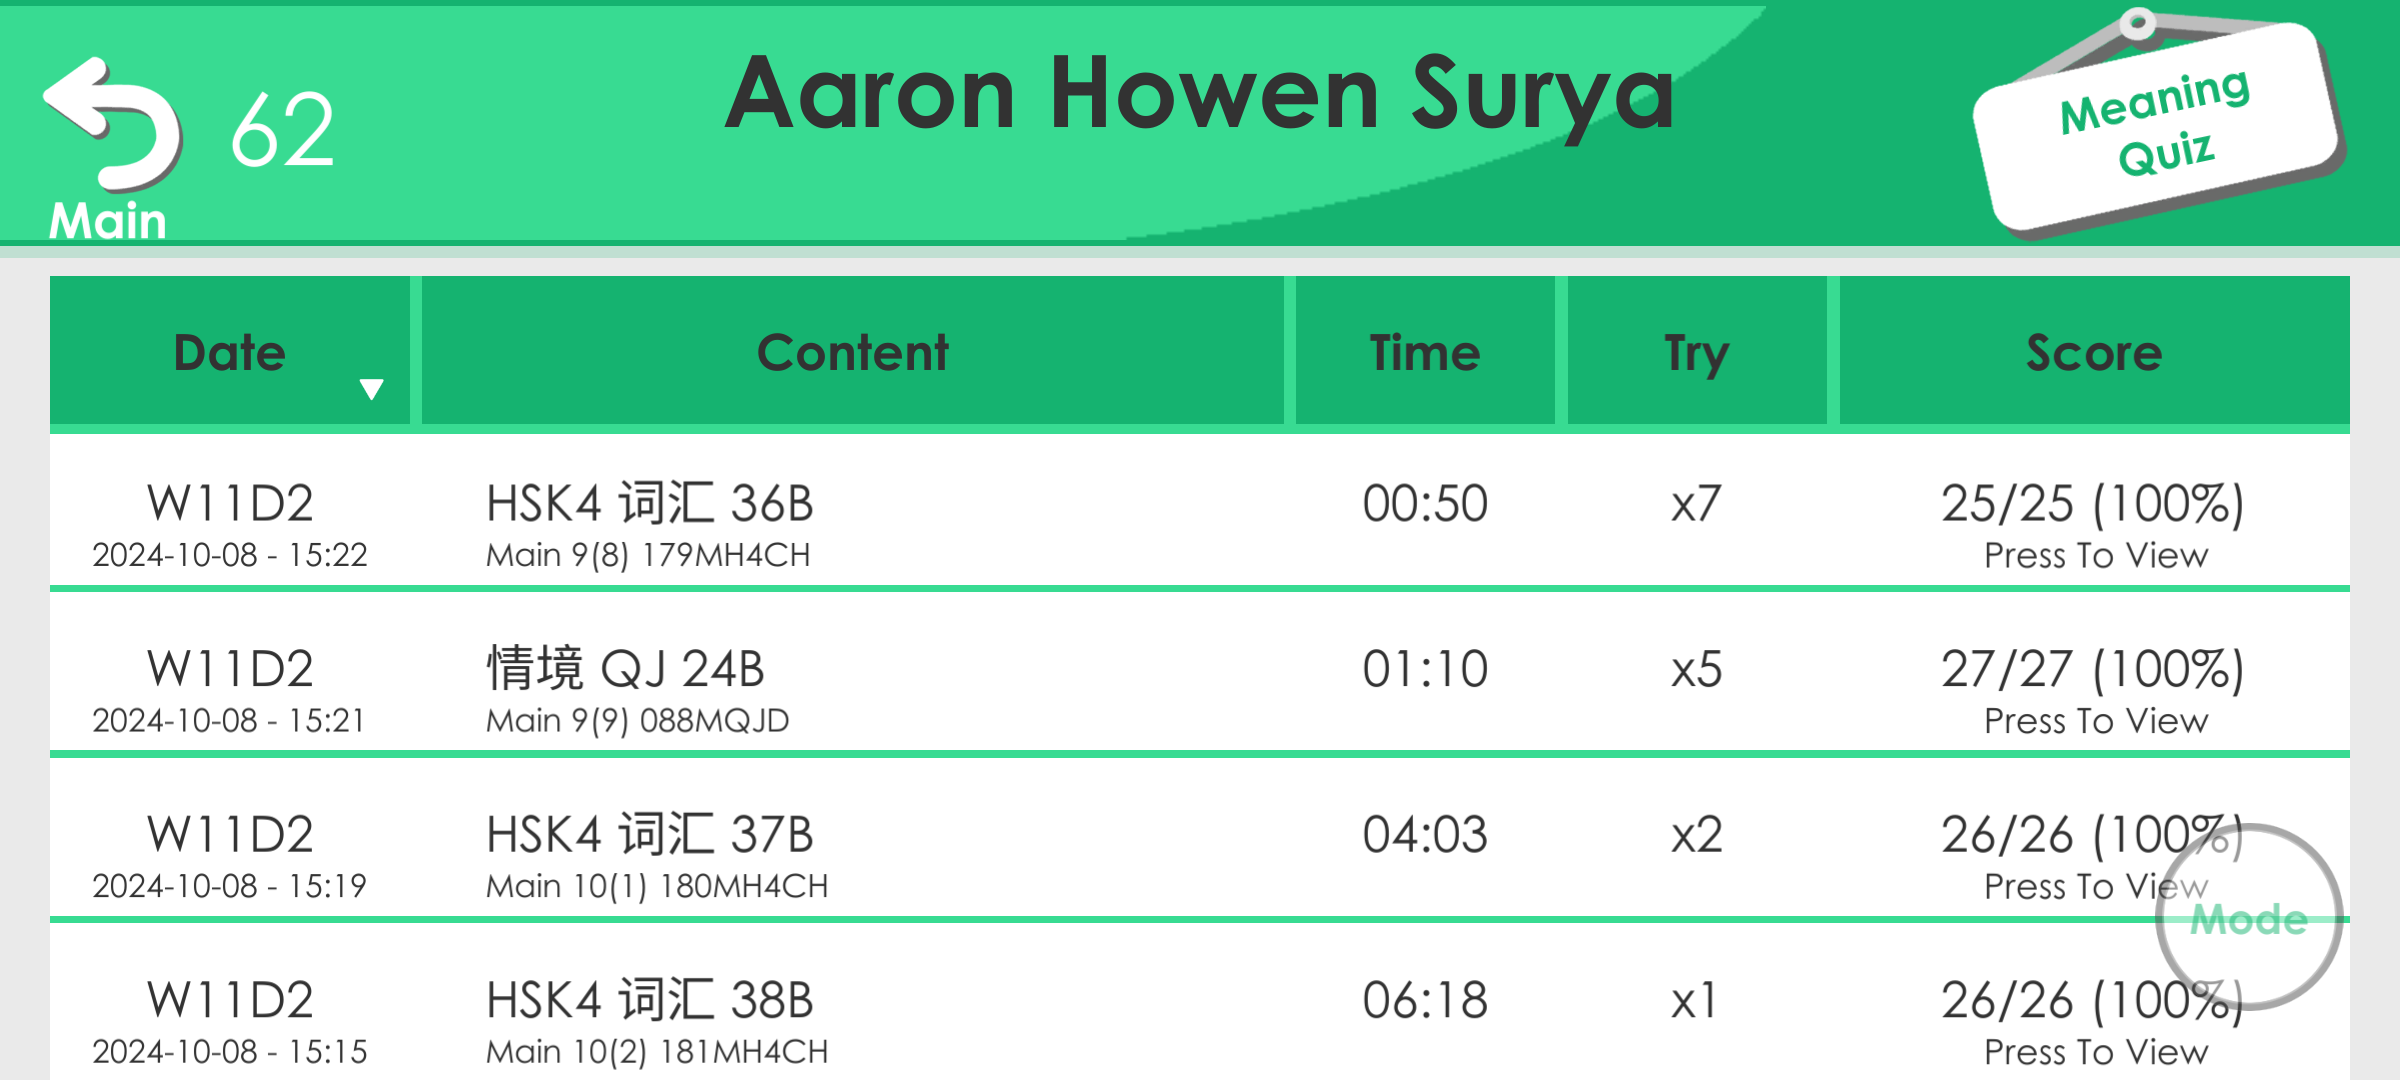 Main
62
Aaron Howen Surya
Meaning
Quiz
Date Content Time Try Score
W11D2 HSK4 词汇 36B 00:50 x7 25/25 (100%)
2024-10-08 - 15:22 Main 9(8) 179MH4CH Press To View
W11D2 情境 QJ 24B 01:10 x5 27/27 (100%)
2024-10-08 - 15:21 Main 9(9) 088MQJD Press To View
W11D2 HSK4 词汇 37B 04:03 x2 26/26 (100%)
2024-10-08 - 15:19 Main 10(1) 180MH4CH Press To View
Mode
W11D2 HSK4 词汇 38B 06:18 x1 26/26 (100%)
2024-10-08 - 15:15 Main 10(2) 181MH4CH Press To View